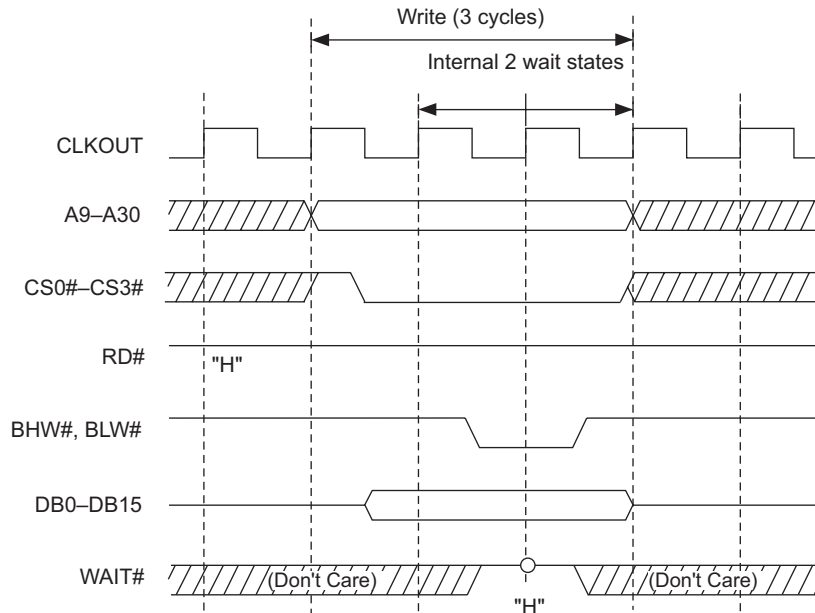 Write (3 cycles)
Internal 2 wait states
CLKOUT
A9–A30
CS0#–CS3#
RD#
"H"
BHW#, BLW#
DB0–DB15
WAIT#
(Don't Care)
(Don't Care)
"H"